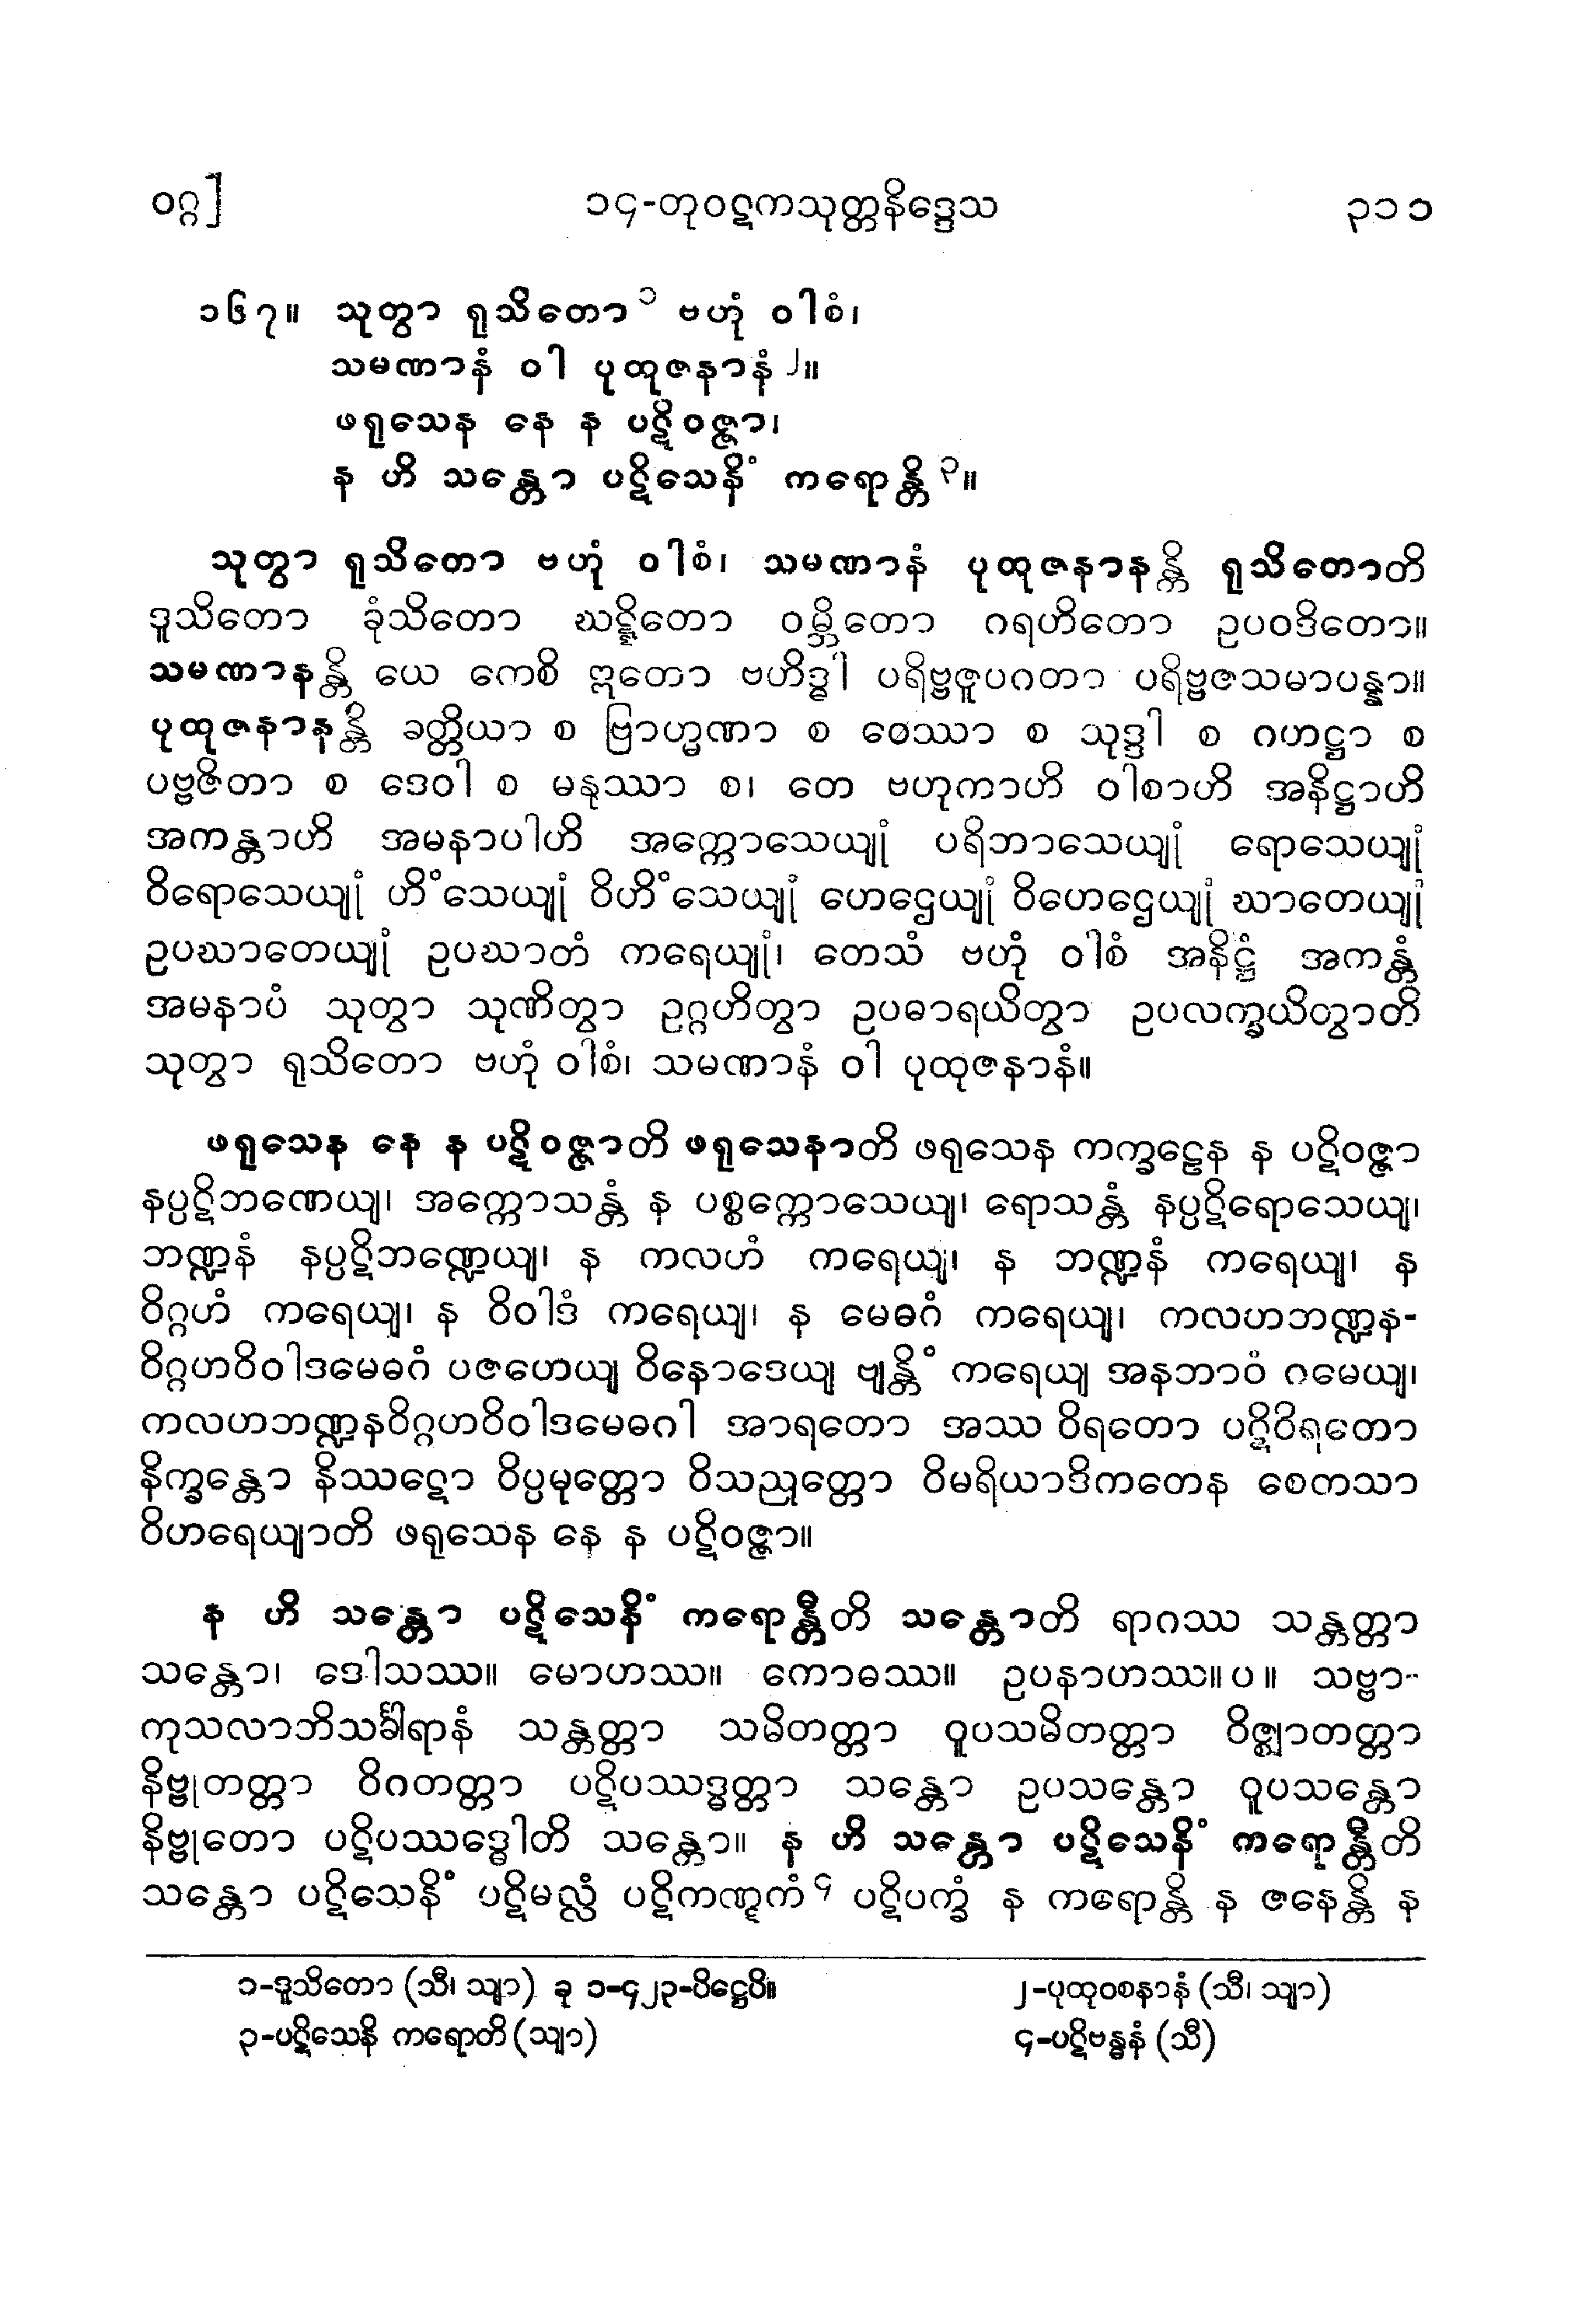 ဝဂ္ဂ] ၁၄-တုဝဋကသုတ္တနိဒ္ဒေသ ၃၁၁
၁၆၇။ သုတွာ ရုသိတော၁ ဗဟုံ ဝါစံ၊
သမဏာနံ ဝါ ပုထုဇနာနံ၂။
ဖရုသေန နေ န ပဋိဝဇ္ဇာ၊
န ဟိ သန္တော ပဋိသေနိံ ကရောန္တိ၃။
သုတွာ ရုသိတော ဗဟုံ ဝါစံ၊ သမဏာနံ ပုထုဇနာနန္တိ ရုသိတောတိ
ဒူသိတော ခုံသိတော ဃဋ္ဋိတော ဝမ္ဘိတော ဂရဟိတော ဥပဝဒိတော။
သမဏာနန္တိ ယေ ကေစိ ဣတော ဗဟိဒ္ဓါ ပရိဗ္ဗဇူပဂတာ ပရိဗ္ဗဇသမာပန္နာ။
ပုထုဇနာနန္တိ ခတ္တိယာ စ ဗြာဟ္မဏာ စ ဝေဿာ စ သုဒ္ဒါ စ ဂဟဋ္ဌာ စ
ပဗ္ဗဇိတာ စ ဒေဝါ စ မနုဿာ စ၊ တေ ဗဟုကာဟိ ဝါစာဟိ အနိဋ္ဌာဟိ
အကန္တာဟိ အမနာပါဟိ အက္ကောသေယျုံ ပရိဘာသေယျုံ ရောသေယျုံ
ဝိရောသေယျုံ ဟိံသေယျုံ ဝိဟိံသေယျုံ ဟေဌေယျုံ ဝိဟေဌေယျုံ ဃာတေယျုံ
ဥပဃာတေယျုံ ဥပဃာတံ ကရေယျုံ၊ တေသံ ဗဟုံ ဝါစံ အနိဋ္ဌံ အကန္တံ
အမနာပံ သုတွာ သုဏိတွာ ဥဂ္ဂဟိတွာ ဥပဓာရယိတွာ ဥပလက္ခယိတွာတိ
သုတွာ ရုသိတော ဗဟုံ ဝါစံ၊ သမဏာနံ ဝါ ပုထုဇနာနံ။
ဖရုသေန နေ န ပဋိဝဇ္ဇာတိ ဖရုသေနာတိ ဖရုသေန ကက္ခဠေန န ပဋိဝဇ္ဇာ
နပ္ပဋိဘဏေယျ၊ အက္ကောသန္တံ န ပစ္စက္ကောသေယျ၊ ရောသန္တံ နပ္ပဋိရောသေယျ၊
ဘဏ္ဍနံ နပ္ပဋိဘဏ္ဍေယျ၊ န ကလဟံ ကရေယျ၊ န ဘဏ္ဍနံ ကရေယျ၊ န
ဝိဂ္ဂဟံ ကရေယျ၊ န ဝိဝါဒံ ကရေယျ၊ န မေဓဂံ ကရေယျ၊ ကလဟဘဏ္ဍန-
ဝိဂ္ဂဟဝိဝါဒမေဓဂံ ပဇဟေယျ ဝိနောဒေယျ ဗျန္တိံ ကရေယျ အနဘာဝံ ဂမေယျ၊
ကလဟဘဏ္ဍနဝိဂ္ဂဟဝိဝါဒမေဓဂါ အာရတော အဿ ဝိရတော ပဋိဝိရတော
နိက္ခန္တော နိဿဋော ဝိပ္ပမုတ္တော ဝိသညုတ္တော ဝိမရိယာဒိကတေန စေတသာ
ဝိဟရေယျာတိ ဖရုသေန နေ န ပဋိဝဇ္ဇာ။
န ဟိ သန္တော ပဋိသေနိံ ကရောန္တီတိ သန္တောတိ ရာဂဿ သန္တတ္တာ
သန္တော၊ ဒေါသဿ။ မောဟဿ။ ကောဓဿ။ ဥပနာဟဿ။ပ။ သဗ္ဗာ-
ကုသလာဘိသင်္ခါရာနံ သန္တတ္တာ သမိတတ္တာ ဝူပသမိတတ္တာ ဝိဇ္ဈာတတ္တာ
နိဗ္ဗုတတ္တာ ဝိဂတတ္တာ ပဋိပဿဒ္ဓတ္တာ သန္တော ဥပသန္တော ဝူပသန္တော
နိဗ္ဗုတော ပဋိပဿဒ္ဓေါတိ သန္တော။ န ဟိ သန္တော ပဋိသေနိံ ကရောန္တီတိ
သန္တော ပဋိသေနိံ ပဋိမလ္လံ ပဋိကဏ္ဋကံ၄ ပဋိပက္ခံ န ကရောန္တိ န ဇနေန္တိ န
၁-ဒူသိတော (သီ၊ သျာ) ခု ၁-၄၂၃-ပိဋ္ဌေပိ။ ၂-ပုထုဝစနာနံ (သီ၊ သျာ)
၃-ပဋိသေနိ ကရောတိ (သျာ) ၄-ပဋိဗန္ဓနံ (သီ)